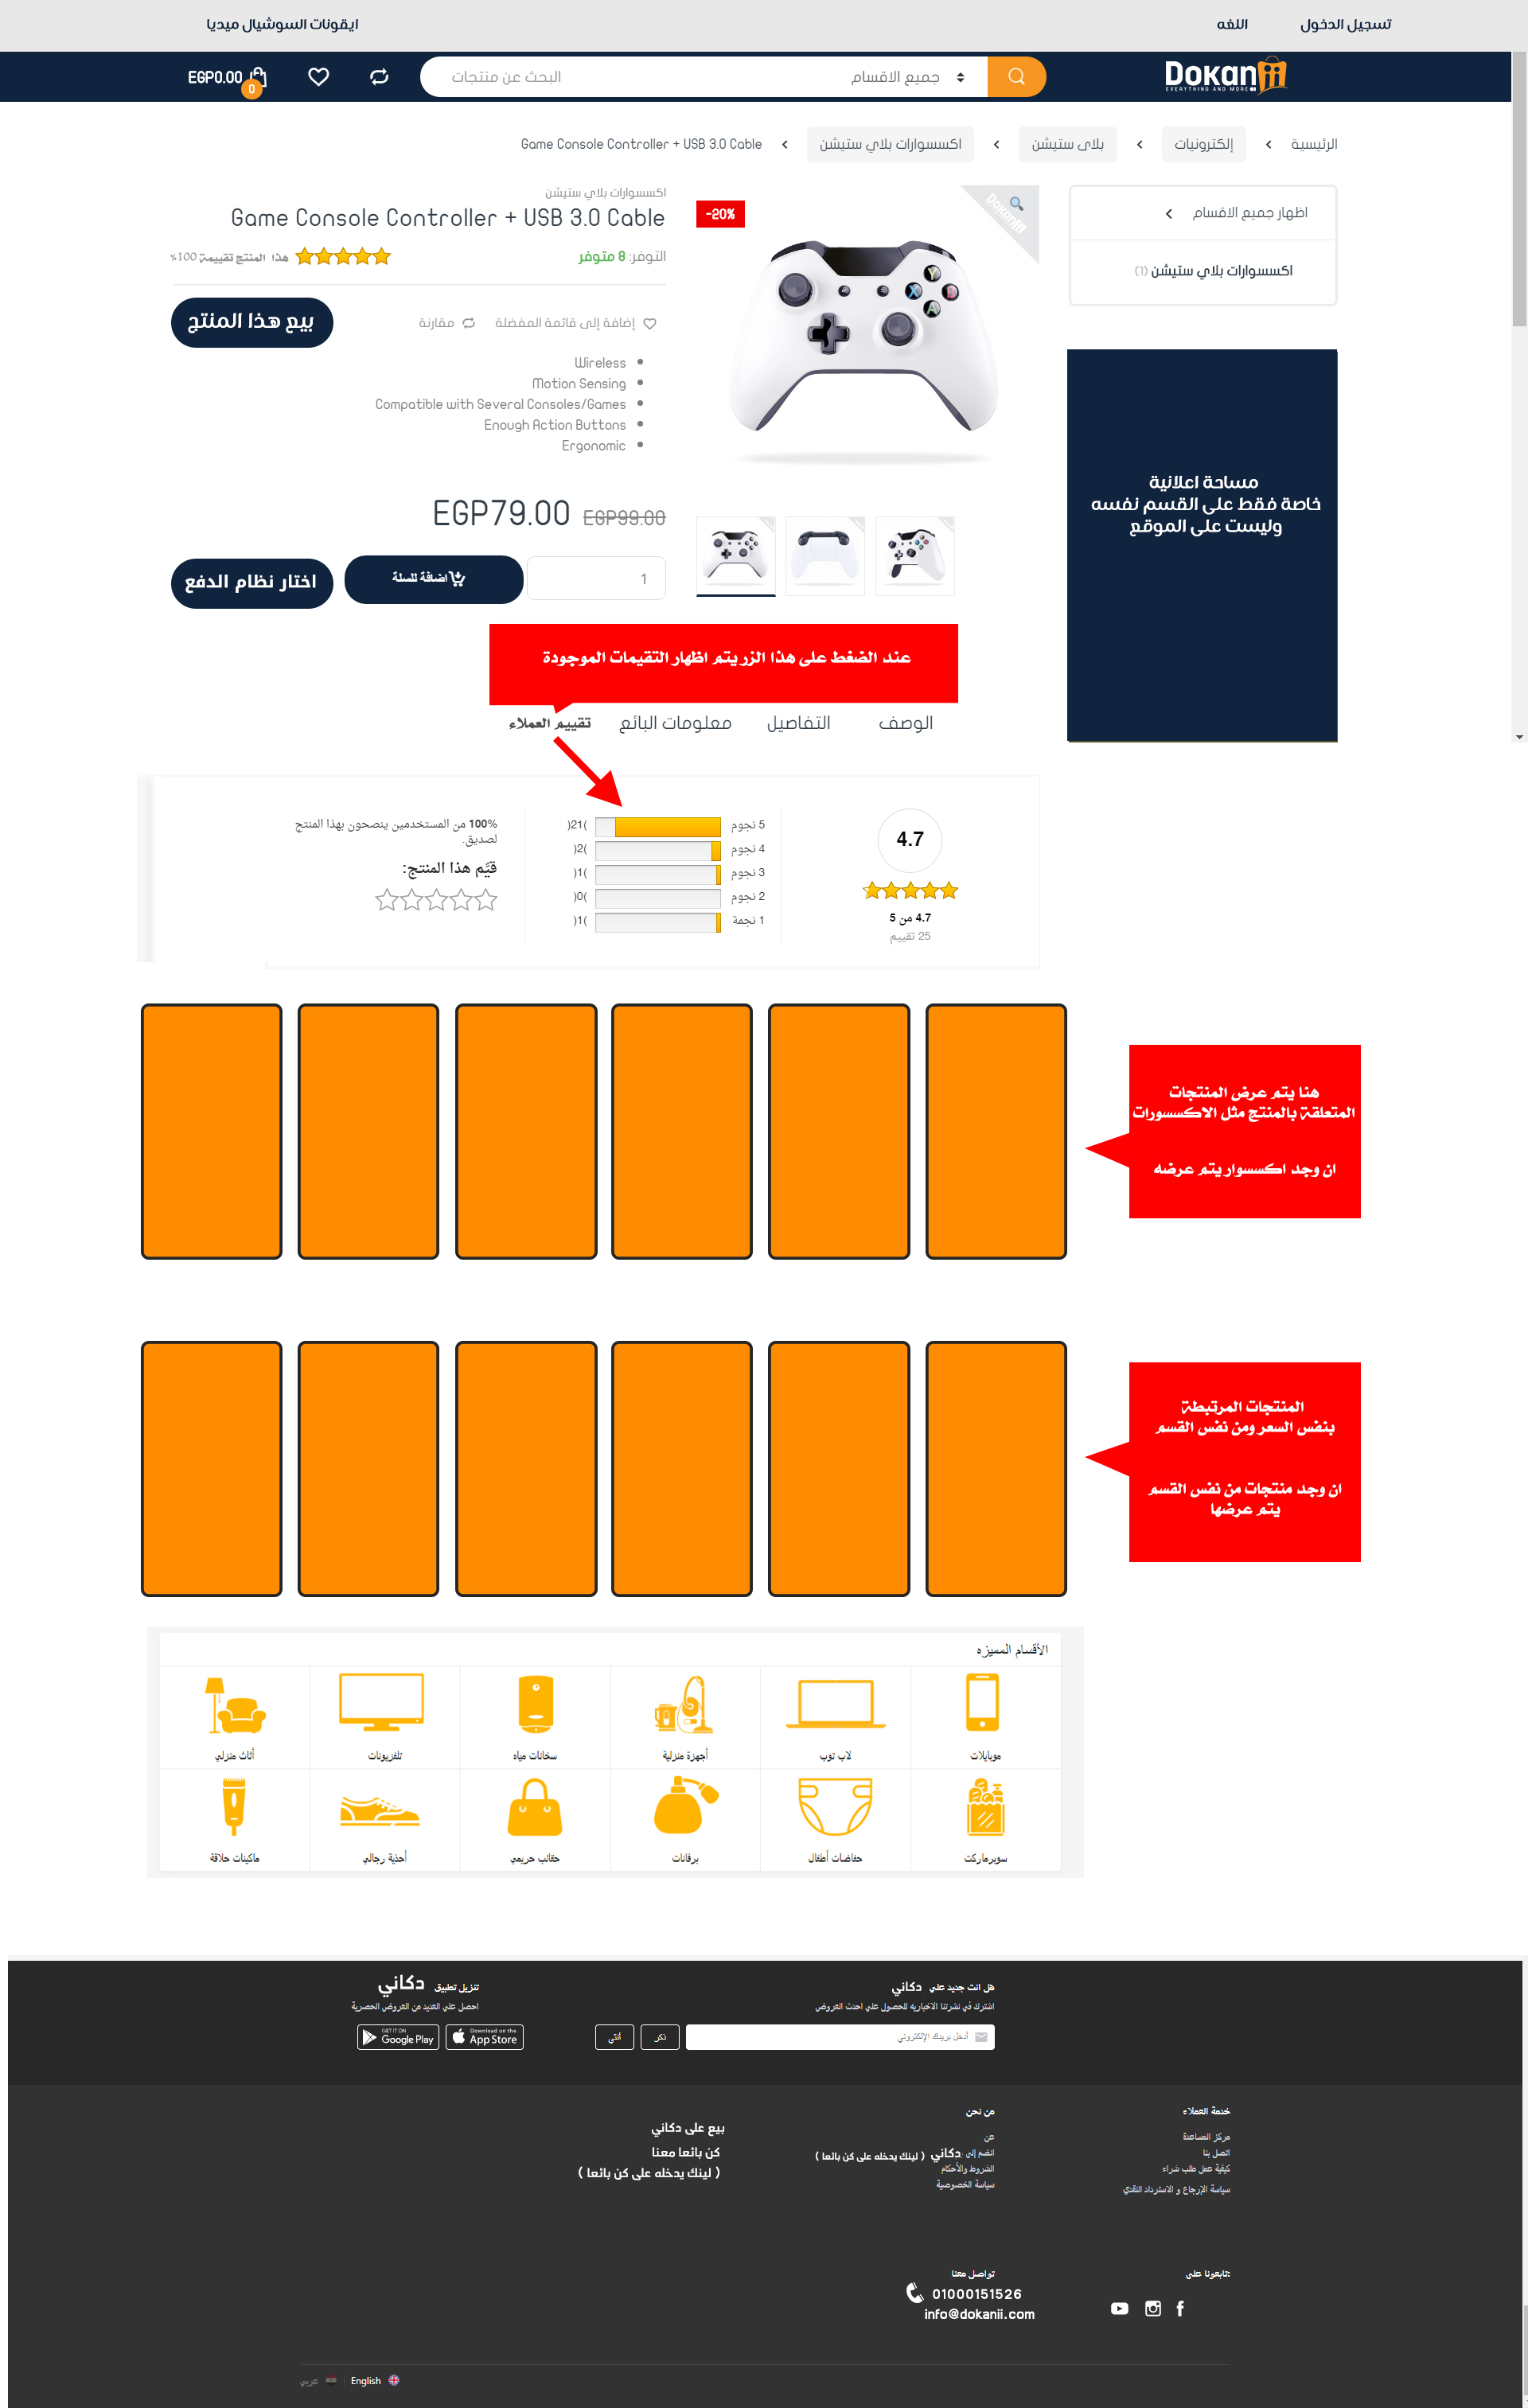 تسجيل الدخول
اللغه
ايقونات السوشيال ميديا
Dokanii
EVERYTHING AND MORE
جميع الاقسام
البحث عن منتجات
EGP0.00
0
الرئيسية
إلكترونيات
بلاى ستيشن
اكسسوارات بلاي ستيشن
Game Console Controller + USB 3.0 Cable
اظهار جميع الاقسام
اكسسوارات بلاي ستيشن (1)
مساحة اعلانية
خاصة فقط على القسم نفسه
وليست على الموقع
Dokanii
-20%
اكسسوارات بلاي ستيشن
Game Console Controller + USB 3.0 Cable
التوفر: 8 متوفر
هذا المنتج تقييمة 100%
إضافة إلى قائمة المفضلة
مقارنة
بيع هذا المنتج
Wireless
Motion Sensing
Compatible with Several Consoles/Games
Enough Action Buttons
Ergonomic
EGP99.00
EGP79.00
1
اضافة للسلة
اختار نظام الدفع
عند الضغط على هذا الزر يتم اظهار التقيمات الموجودة
الوصف
التفاصيل
معلومات البائع
تقييم العملاء
4.7
4.7 من 5
25 تقييم
5 نجوم )21(
4 نجوم )2(
3 نجوم )1(
2 نجوم )0(
1 نجمة )1(
100% من المستخدمين ينصحون بهذا المنتج
لصديق.
قيِّم هذا المنتج:
هنا يتم عرض المنتجات
المتعلقة بالمنتج مثل الاكسسورات
ان وجد اكسسوار يتم عرضه
المنتجات المرتبطة
بنفس السعر ومن نفس القسم
ان وجد منتجات من نفس القسم
يتم عرضها
الأقسام المميزه
موبايلات
لاب توب
أجهزة منزلية
سخانات مياه
تلفزيونات
أثاث منزلي
سوبرماركت
حفاضات أطفال
برفانات
حقائب حريمي
أحذية رجالي
ماكينات حلاقة
هل انت جديد علي دكاني
اشترك في نشرتنا الاخباريه للحصول علي احدث العروض
أدخل بريدك الإلكتروني
ذكر
أنثي
تنزيل تطبيق دكاني
احصل علي العديد من العروض الحصرية
Download on the
App Store
GET IT ON
Google Play
خدمة العملاء
مركز المساعدة
اتصل بنا
كيفية عمل طلب شراء
سياسة الإرجاع و الاسترداد النقدي
من نحن
عن
انضم إلى :دكاني ( لينك يدخله على كن بائعا )
الشروط والأحكام
سياسة الخصوصية
بيع على دكاني
كن بائعا معنا
( لينك يدخله على كن بائعا )
تابعونا على:
تواصل معنا
01000151526
info@dokanii.com
English
عربي